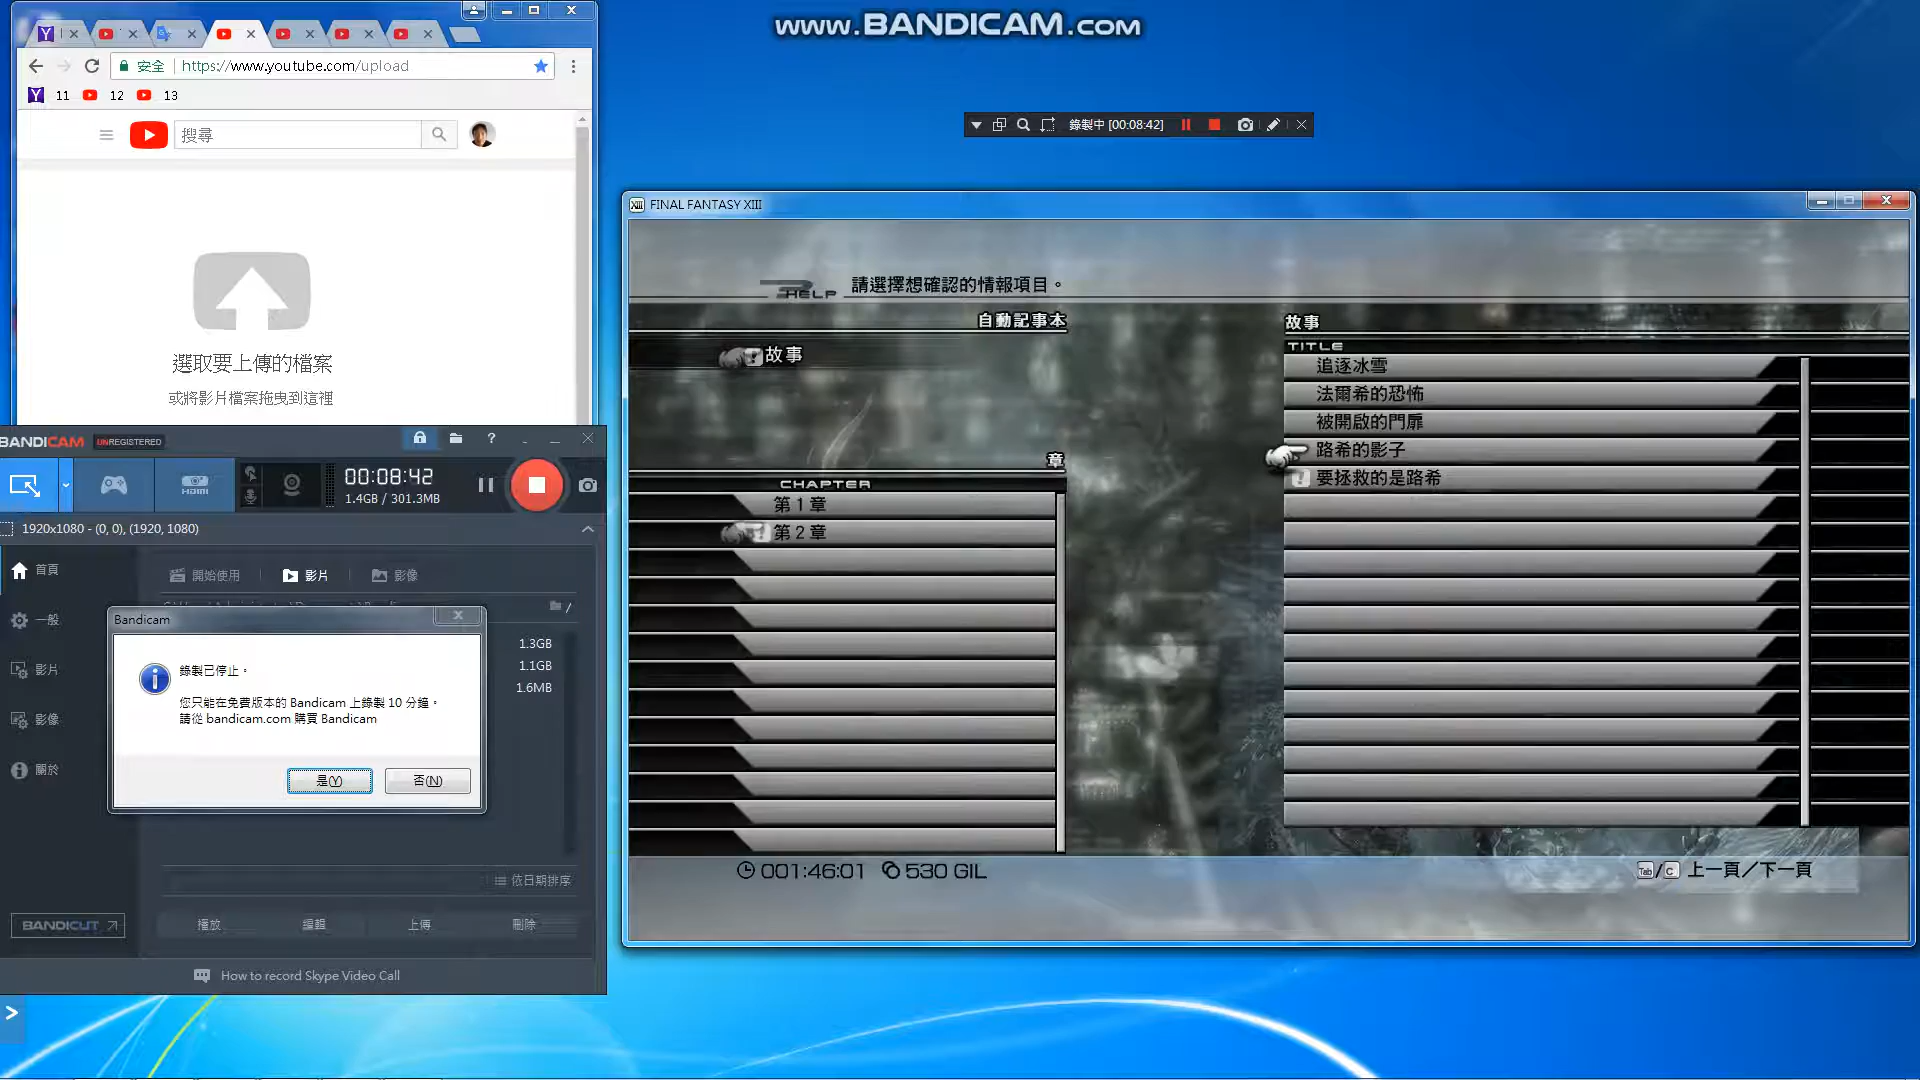 www.BANDICAM.com
安全 https://www.youtube.com/upload
11 12 13
搜尋
選取要上傳的檔案
或將影片檔案拖曳到這裡
錄製中 [00:08:42]
BANDICAM UNREGISTERED
?
HDMI
00:08:42
1.4GB / 301.3MB
1920x1080 - (0, 0), (1920, 1080)
首頁
一般
影片
影像
關於
開始使用 影片 影像
1.3GB
1.1GB
1.6MB
Bandicam
錄製已停止。
您只能在免費版本的 Bandicam 上錄製 10 分鐘。
請從 bandicam.com 購買 Bandicam
是(Y) 否(N)
依日期排序
BANDICUT
播放 編輯 上傳 刪除
How to record Skype Video Call
XIII FINAL FANTASY XIII
HELP 請選擇想確認的情報項目。
自動記事本
故事
章
CHAPTER
第1章
第2章
故事
TITLE
追逐冰雪
法爾希的恐怖
被開啟的門扉
路希的影子
要拯救的是路希
001:46:01 530 GIL
Tab/C 上一頁／下一頁